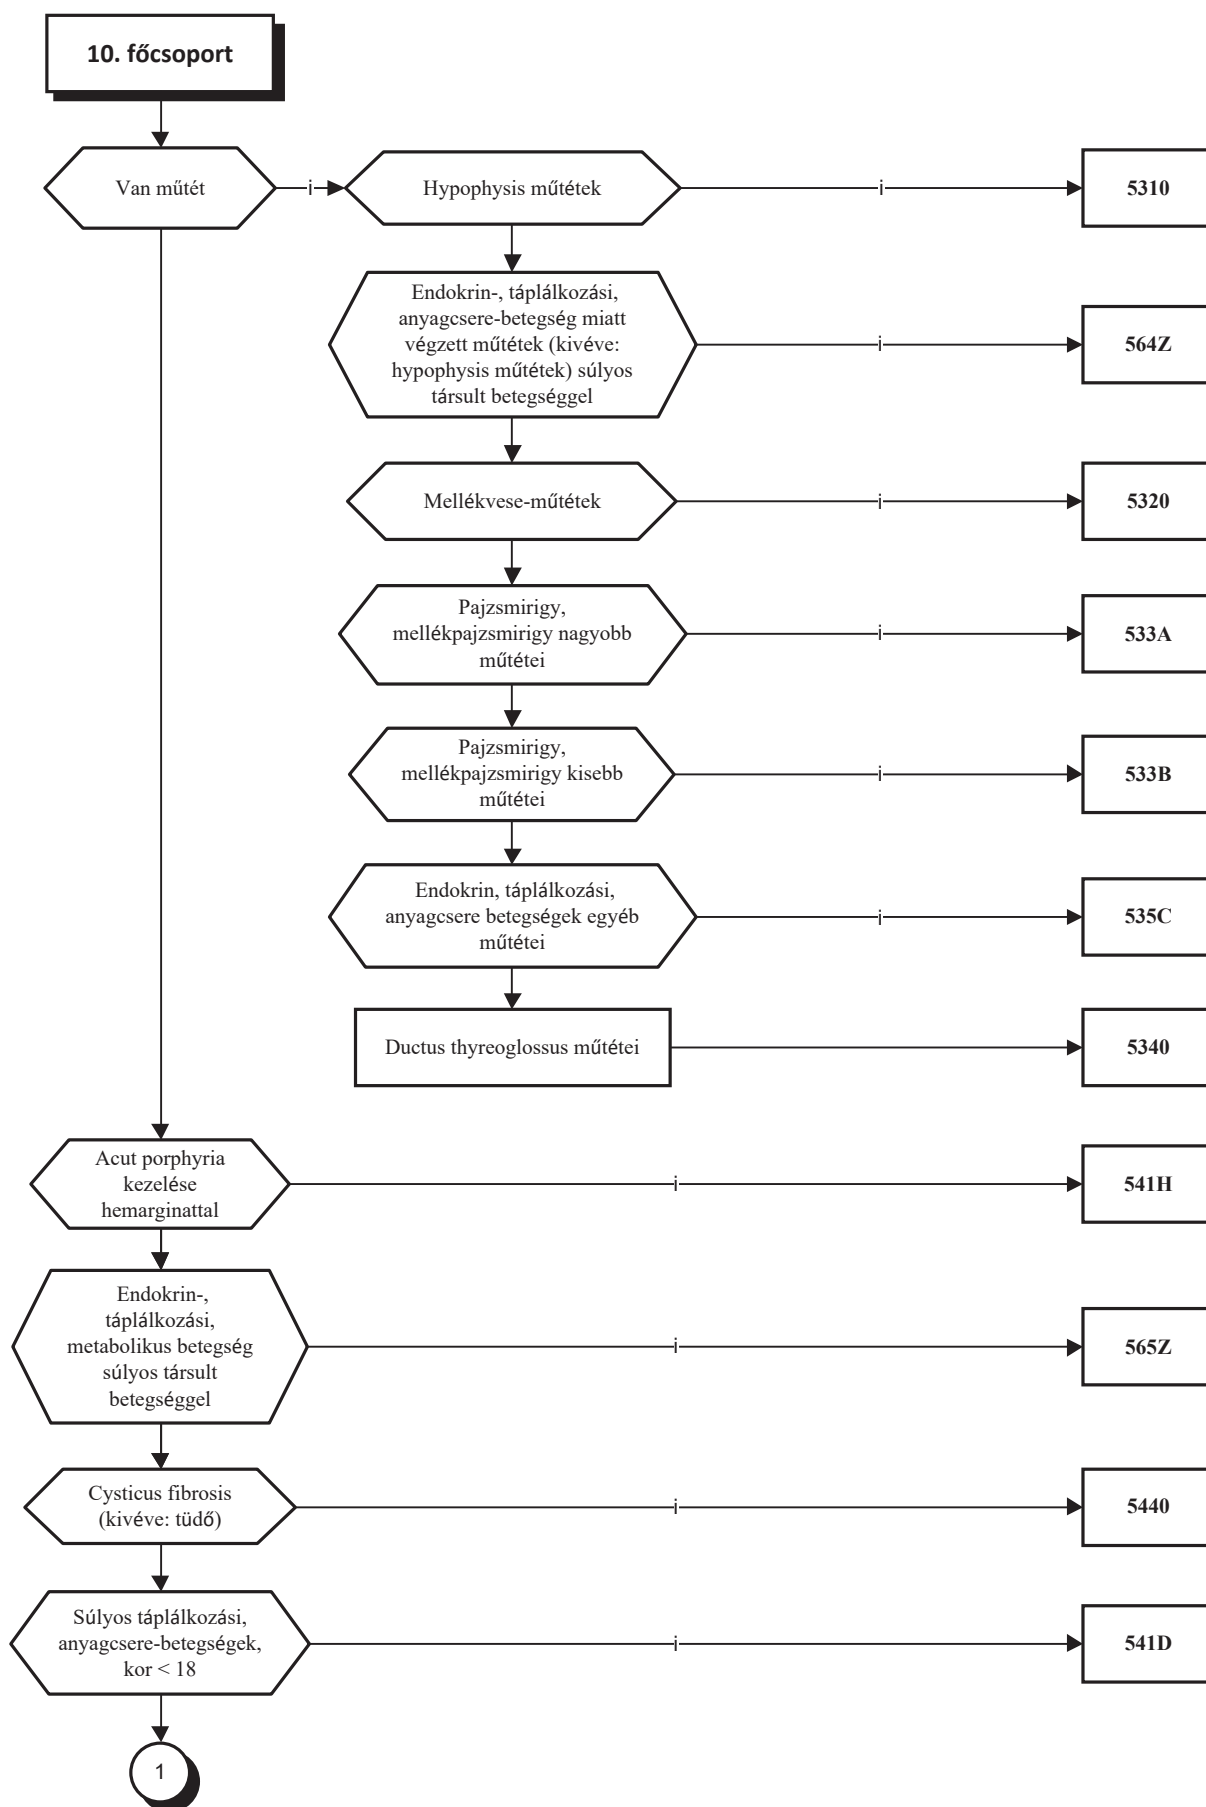 10. főcsoport
Van műtét
i
Hypophysis műtétek
i
5310
Endokrin-, táplálkozási,
anyagcsere-betegség miatt
végzett műtétek (kivéve:
hypophysis műtétek) súlyos
társult betegséggel
i
564Z
Mellékvese-műtétek
i
5320
Pajzsmirigy,
mellékpajzsmirigy nagyobb
műtétei
i
533A
Pajzsmirigy,
mellékpajzsmirigy kisebb
műtétei
i
533B
Endokrin, táplálkozási,
anyagcsere betegségek egyéb
műtétei
i
535C
Ductus thyreoglossus műtétei
5340
Acut porphyria
kezelése
hemarginattal
i
541H
Endokrin-,
táplálkozási,
metabolikus betegség
súlyos társult
betegséggel
i
565Z
Cysticus fibrosis
(kivéve: tüdő)
i
5440
Súlyos táplálkozási,
anyagcsere-betegségek,
kor < 18
i
541D
1